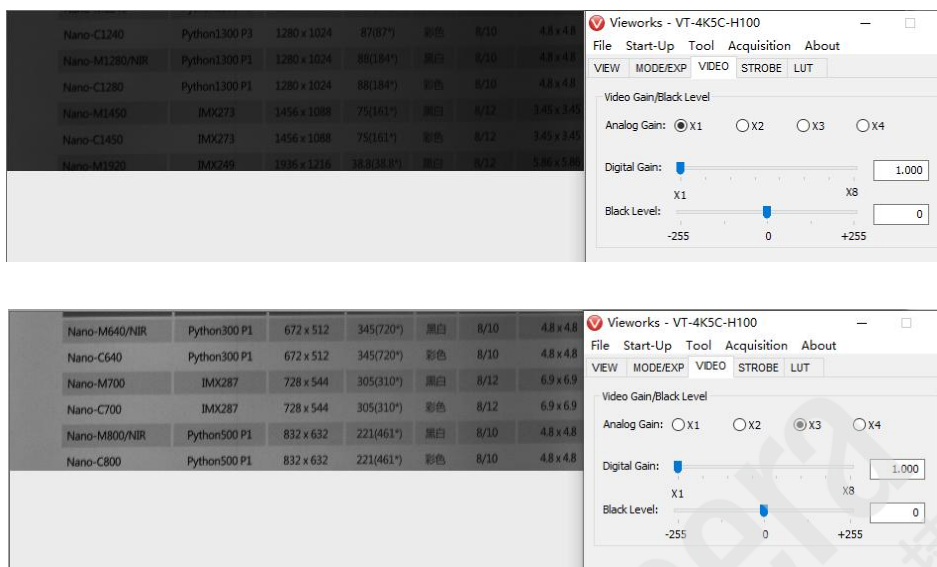 Nano-C1240 Python1300 P3 1280 x 1024 87(87*) 彩色 8/10 4.8 x 4.8
Nano-M1280/NIR Python1300 P1 1280 x 1024 88(184*) 黑白 8/10 4.8 x 4.8
Nano-C1280 Python1300 P1 1280 x 1024 88(184*) 彩色 8/10 4.8 x 4.8
Nano-M1450 IMX273 1456 x 1088 75(161*) 黑白 8/12 3.45 x 3.45
Nano-C1450 IMX273 1456 x 1088 75(161*) 彩色 8/12 3.45 x 3.45
Nano-M1920 IMX249 1936 x 1216 38.8(38.8*) 黑白 8/12 5.86 x 5.86
Vieworks - VT-4K5C-H100
File Start-Up Tool Acquisition About
VIEW MODE/EXP VIDEO STROBE LUT
Video Gain/Black Level
Analog Gain: X1 X2 X3 X4
Digital Gain: 1.000
X1 X8
Black Level: 0
-255 0 +255
Nano-M640/NIR Python300 P1 672 x 512 345(720*) 黑白 8/10 4.8 x 4.8
Nano-C640 Python300 P1 672 x 512 345(720*) 彩色 8/10 4.8 x 4.8
Nano-M700 IMX287 728 x 544 305(310*) 黑白 8/12 6.9 x 6.9
Nano-C700 IMX287 728 x 544 305(310*) 彩色 8/12 6.9 x 6.9
Nano-M800/NIR Python500 P1 832 x 632 221(461*) 黑白 8/10 4.8 x 4.8
Nano-C800 Python500 P1 832 x 632 221(461*) 彩色 8/10 4.8 x 4.8
Vieworks - VT-4K5C-H100
File Start-Up Tool Acquisition About
VIEW MODE/EXP VIDEO STROBE LUT
Video Gain/Black Level
Analog Gain: X1 X2 X3 X4
Digital Gain: 1.000
X1 X8
Black Level: 0
-255 0 +255